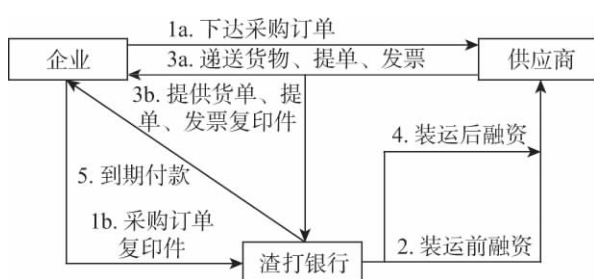 1a. 下达采购订单
企业
3a. 递送货物、提单、发票
供应商
3b. 提供货单、提
单、发票复印件
4. 装运后融资
5. 到期付款
1b. 采购订单
复印件
渣打银行
2. 装运前融资